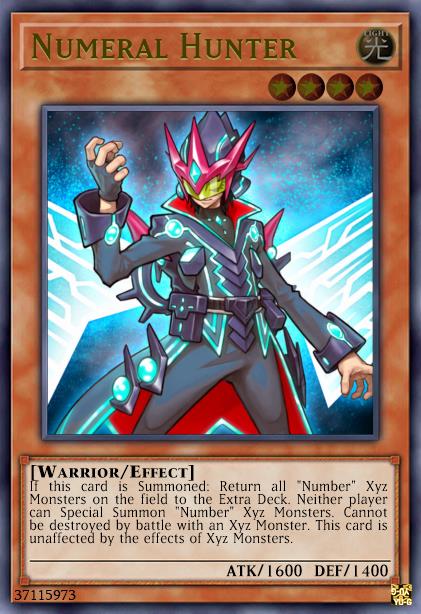 Numeral Hunter
LIGHT
光
[Warrior/Effect]
If this card is Summoned: Return all "Number" Xyz
Monsters on the field to the Extra Deck. Neither player
can Special Summon "Number" Xyz Monsters. Cannot
be destroyed by battle with an Xyz Monster. This card is
unaffected by the effects of Xyz Monsters.
ATK/1600 DEF/1400
37115973